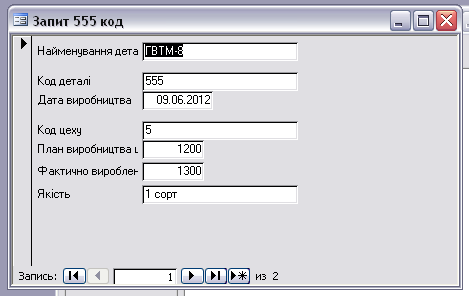 Запит 555 код
Найменування дета ГВТМ-8
Код деталі 555
Дата виробництва 09.06.2012
Код цеху 5
План виробництва ц 1200
Фактично вироблен 1300
Якість 1 сорт
Запись: 1 из 2